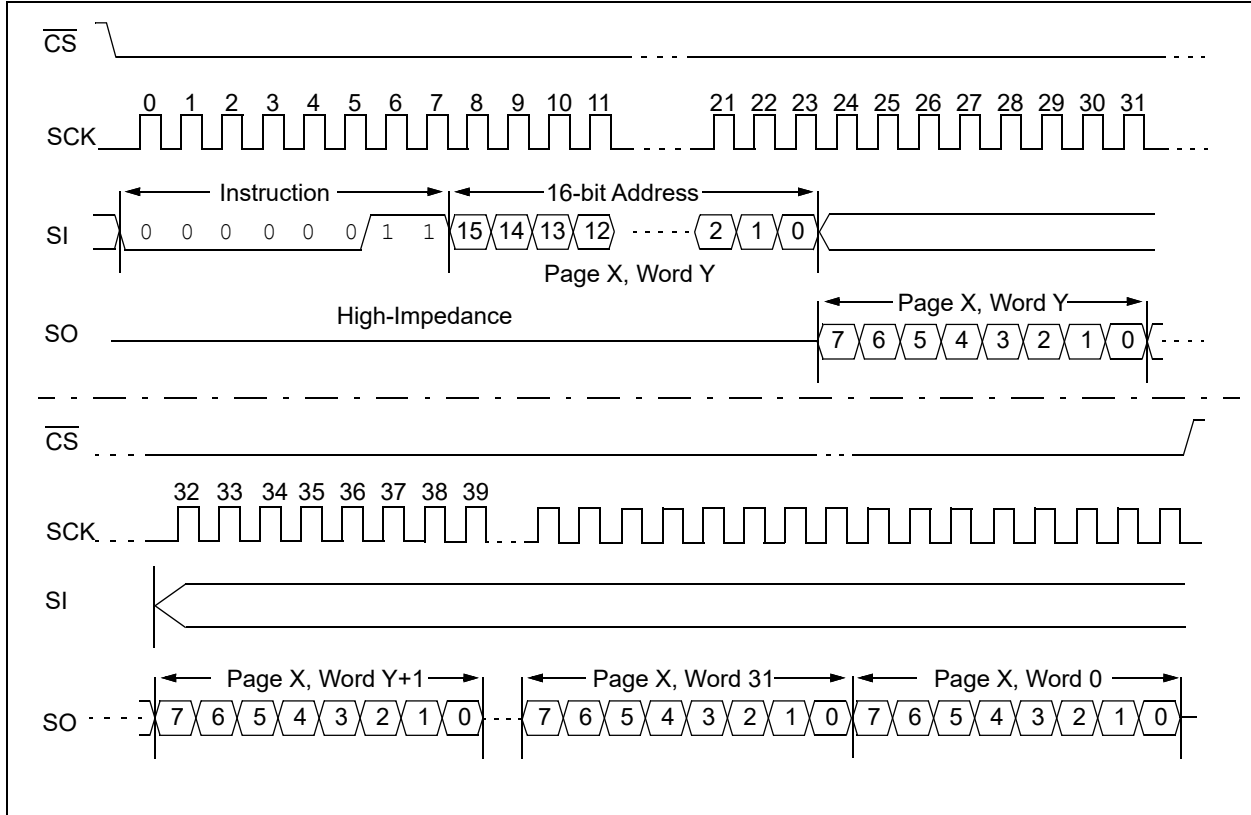 CS
0 1 2 3 4 5 6 7 8 9 10 11 21 22 23 24 25 26 27 28 29 30 31
SCK
Instruction 16-bit Address
SI 0 0 0 0 0 0 1 1 15 14 13 12 2 1 0
Page X, Word Y
High-Impedance Page X, Word Y
SO 7 6 5 4 3 2 1 0
CS
32 33 34 35 36 37 38 39
SCK
SI
Page X, Word Y+1 Page X, Word 31 Page X, Word 0
SO 7 6 5 4 3 2 1 0 7 6 5 4 3 2 1 0 7 6 5 4 3 2 1 0